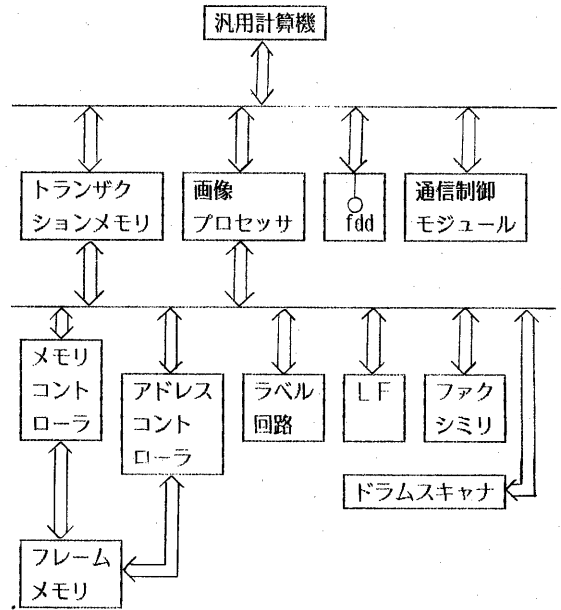 汎用計算機
トランザク
ションメモリ
画像
プロセッサ
fdd
通信制御
モジュール
メモリ
コント
ローラ
アドレス
コント
ローラ
ラベル
回路
LF
ファク
シミリ
ドラムスキャナ
フレーム
メモリ